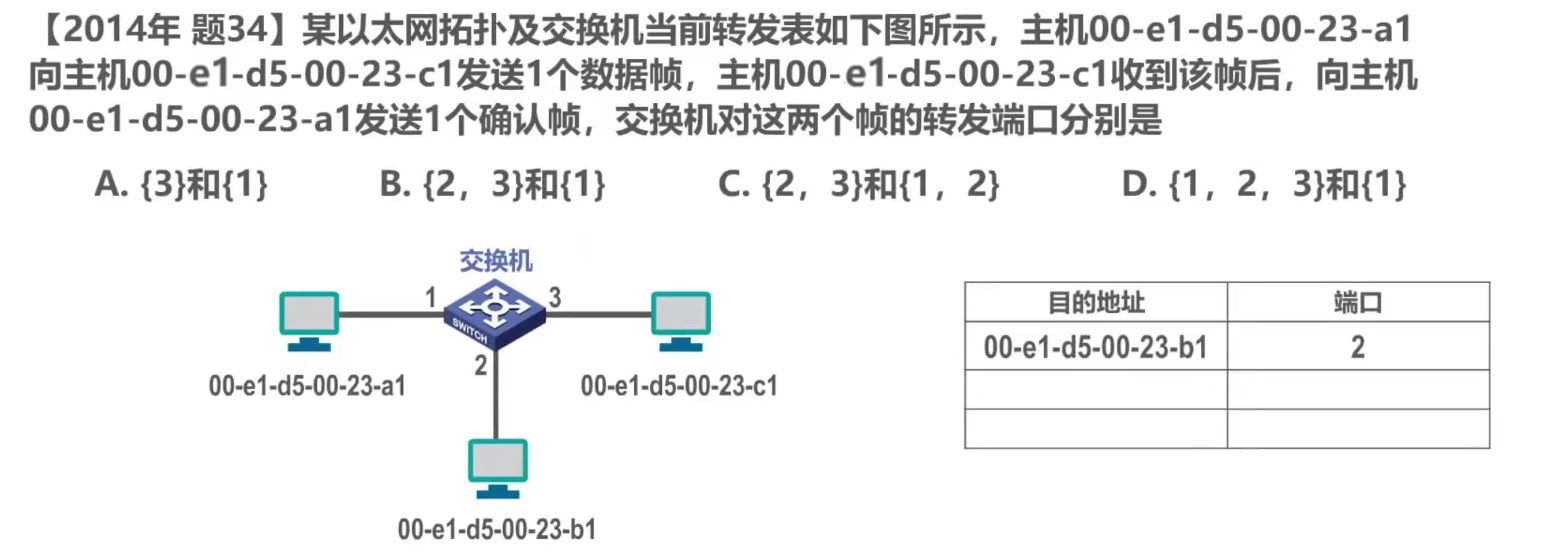 【2014年 题34】某以太网拓扑及交换机当前转发表如下图所示，主机00-e1-d5-00-23-a1
向主机00-e1-d5-00-23-c1发送1个数据帧，主机00-e1-d5-00-23-c1收到该帧后，向主机
00-e1-d5-00-23-a1发送1个确认帧，交换机对这两个帧的转发端口分别是
A. {3}和{1} B. {2，3}和{1} C. {2，3}和{1，2} D. {1，2，3}和{1}
交换机
1 3
SWITCH
2
00-e1-d5-00-23-a1 00-e1-d5-00-23-c1
00-e1-d5-00-23-b1
目的地址 端口
00-e1-d5-00-23-b1 2